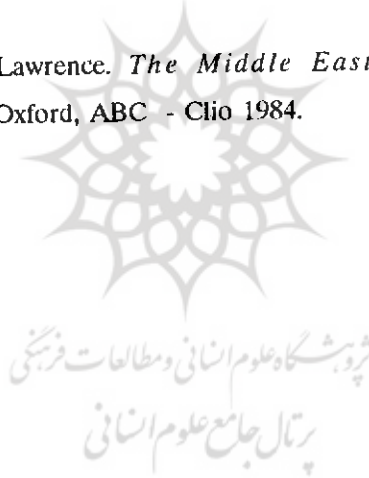 Lawrence. The Middle East
Oxford, ABC - Clio 1984.
پژوهشگاه علوم انسانی و مطالعات فرهنگی
پرتال جامع علوم انسانی